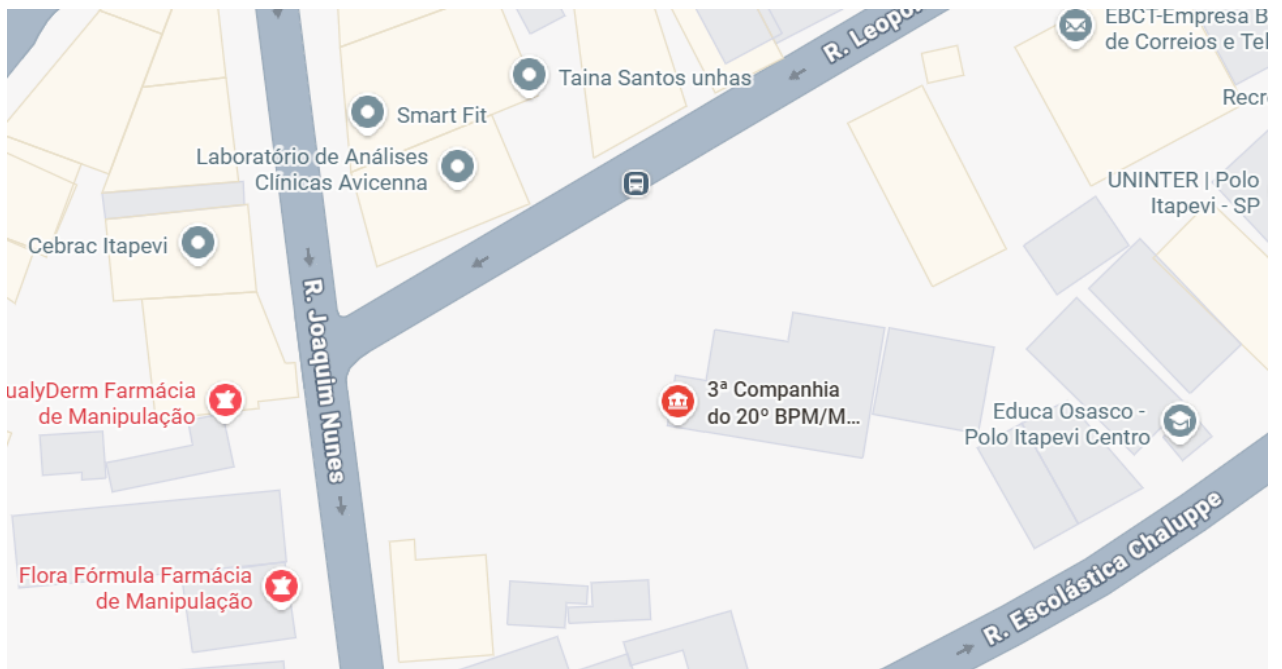 EBCT-Empresa B
de Correios e Tel
R. Leopol
Taina Santos unhas
Smart Fit
Recre
Laboratório de Análises
Clínicas Avicenna
UNINTER | Polo
Itapevi - SP
Cebrac Itapevi
R. Joaquim Nunes
ualyDerm Farmácia
de Manipulação
3ª Companhia
do 20º BPM/M...
Educa Osasco -
Polo Itapevi Centro
R. Escolástica Chaluppe
Flora Fórmula Farmácia
de Manipulação